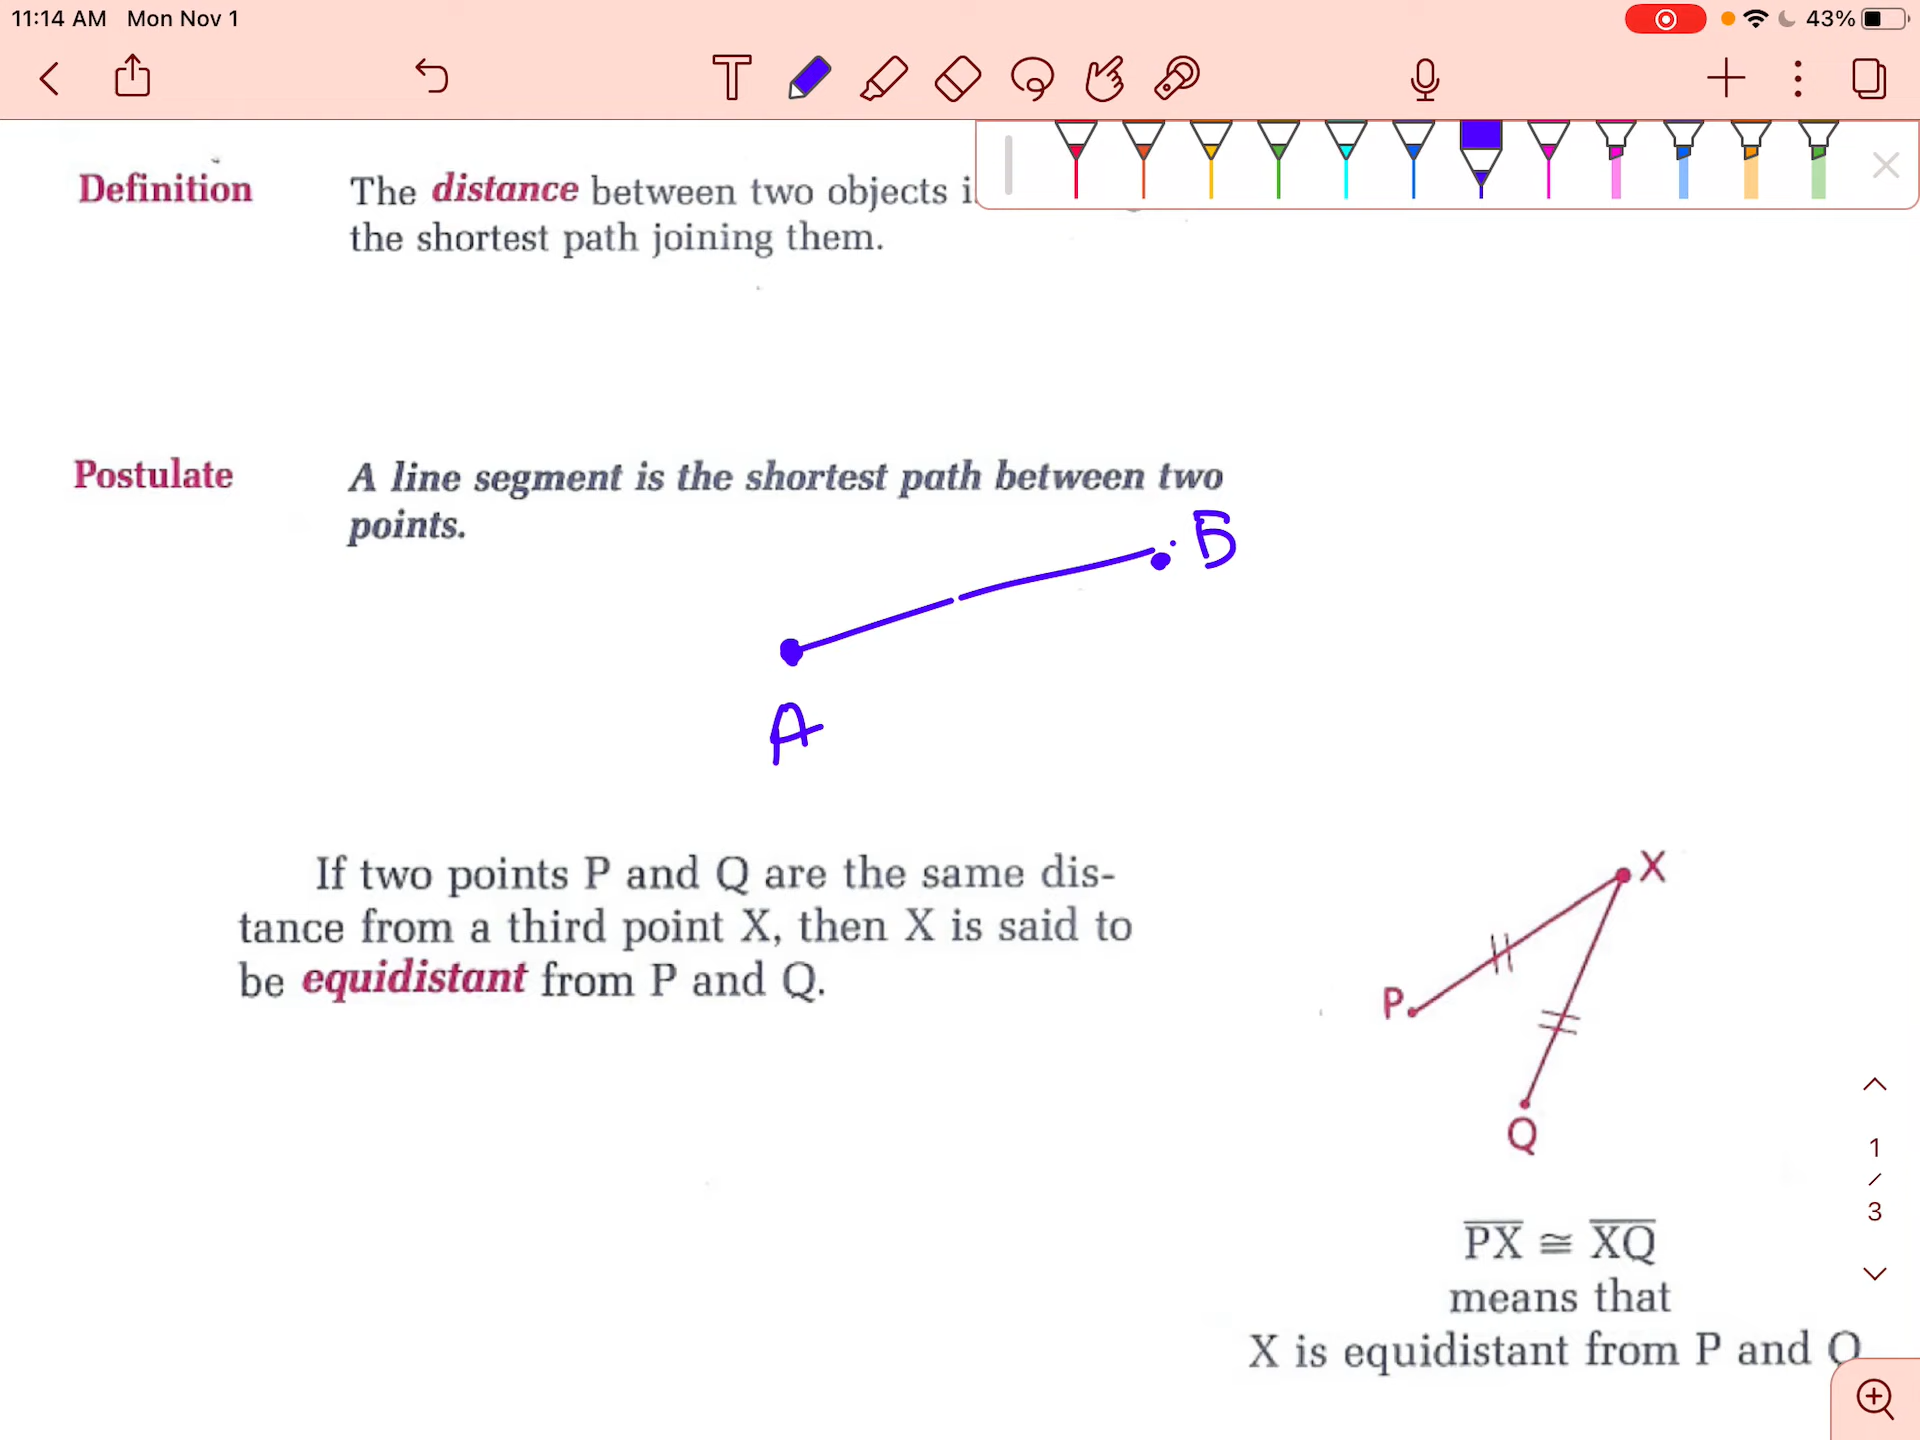 11:14 AM Mon Nov 1
43%
Definition The distance between two objects i
the shortest path joining them.
Postulate A line segment is the shortest path between two
points.
B
A
If two points P and Q are the same dis-
tance from a third point X, then X is said to
be equidistant from P and Q.
X
P
Q
1
/
3
PX ≅ XQ
means that
X is equidistant from P and Q